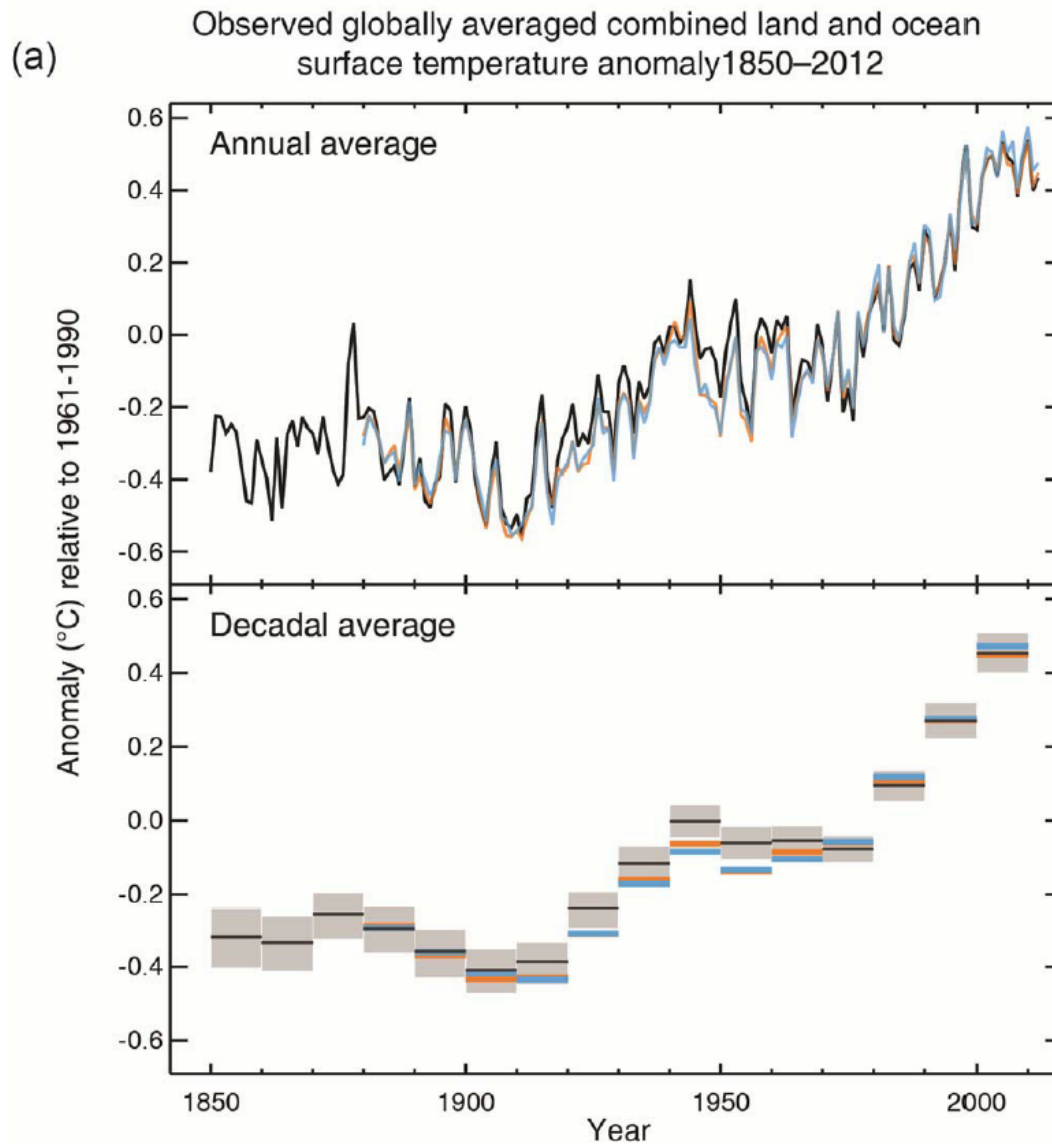 (a)
Observed globally averaged combined land and ocean
surface temperature anomaly1850–2012
Anomaly (°C) relative to 1961-1990
Annual average
0.6
0.4
0.2
0.0
-0.2
-0.4
-0.6
Decadal average
0.6
0.4
0.2
0.0
-0.2
-0.4
-0.6
1850
1900
1950
2000
Year